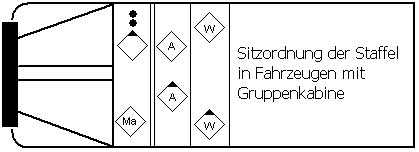 W
A
Sitzordnung der Staffel
in Fahrzeugen mit
Gruppenkabine
A
Ma
W